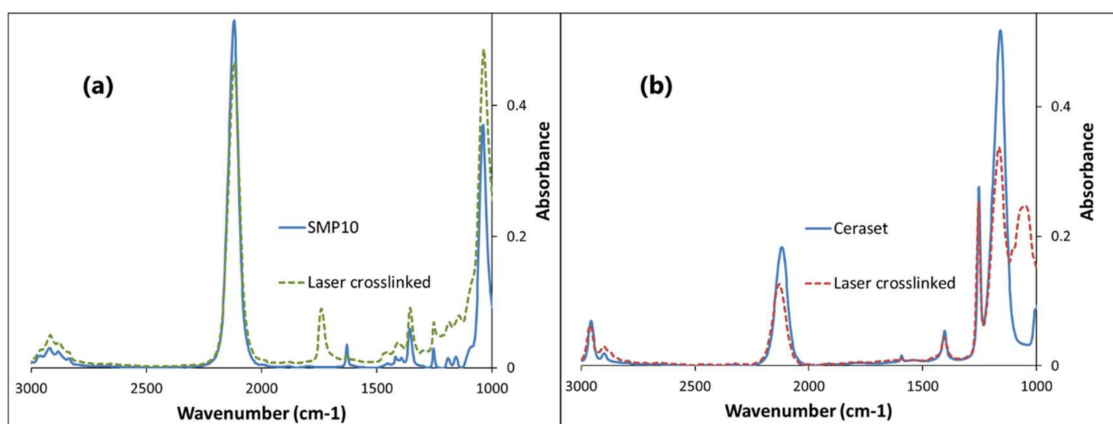 (a)
SMP10
Laser crosslinked
0.4
0.2
0
Absorbance
3000 2500 2000 1500 1000
Wavenumber (cm-1)
(b)
Ceraset
Laser crosslinked
0.4
0.2
0
Absorbance
3000 2500 2000 1500 1000
Wavenumber (cm-1)